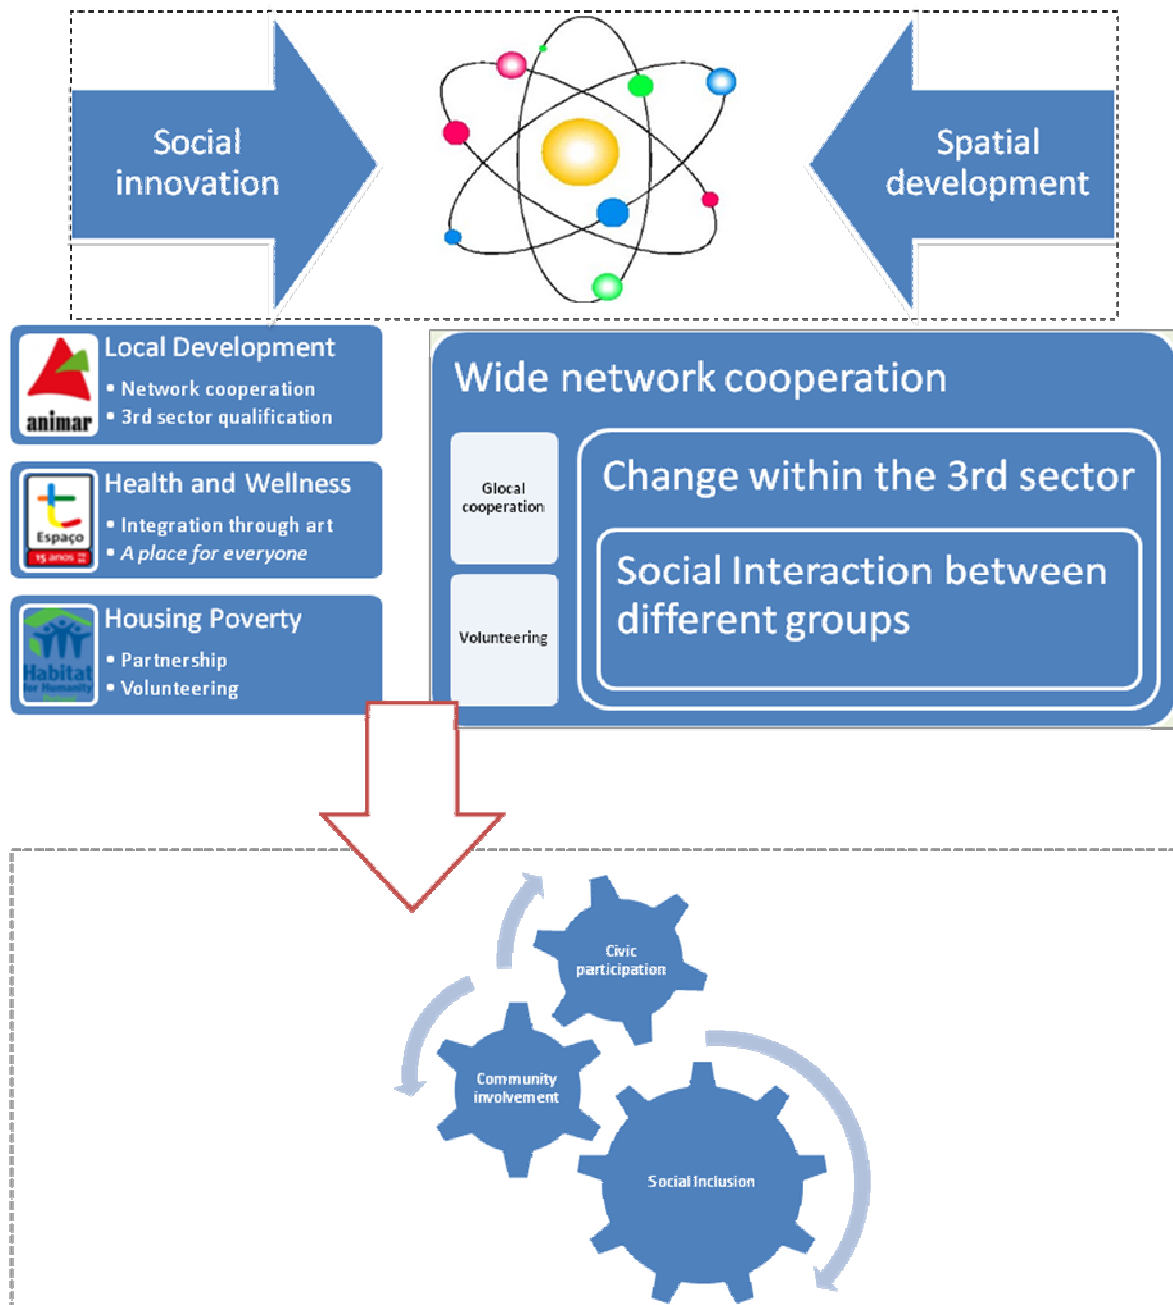 Social
innovation
Spatial
development
animar
Local Development
• Network cooperation
• 3rd sector qualification
Espaço
15 anos
Health and Wellness
• Integration through art
• A place for everyone
Habitat
for Humanity
Housing Poverty
• Partnership
• Volunteering
Wide network cooperation
Glocal
cooperation
Volunteering
Change within the 3rd sector
Social Interaction between
different groups
Civic
participation
Community
involvement
Social Inclusion